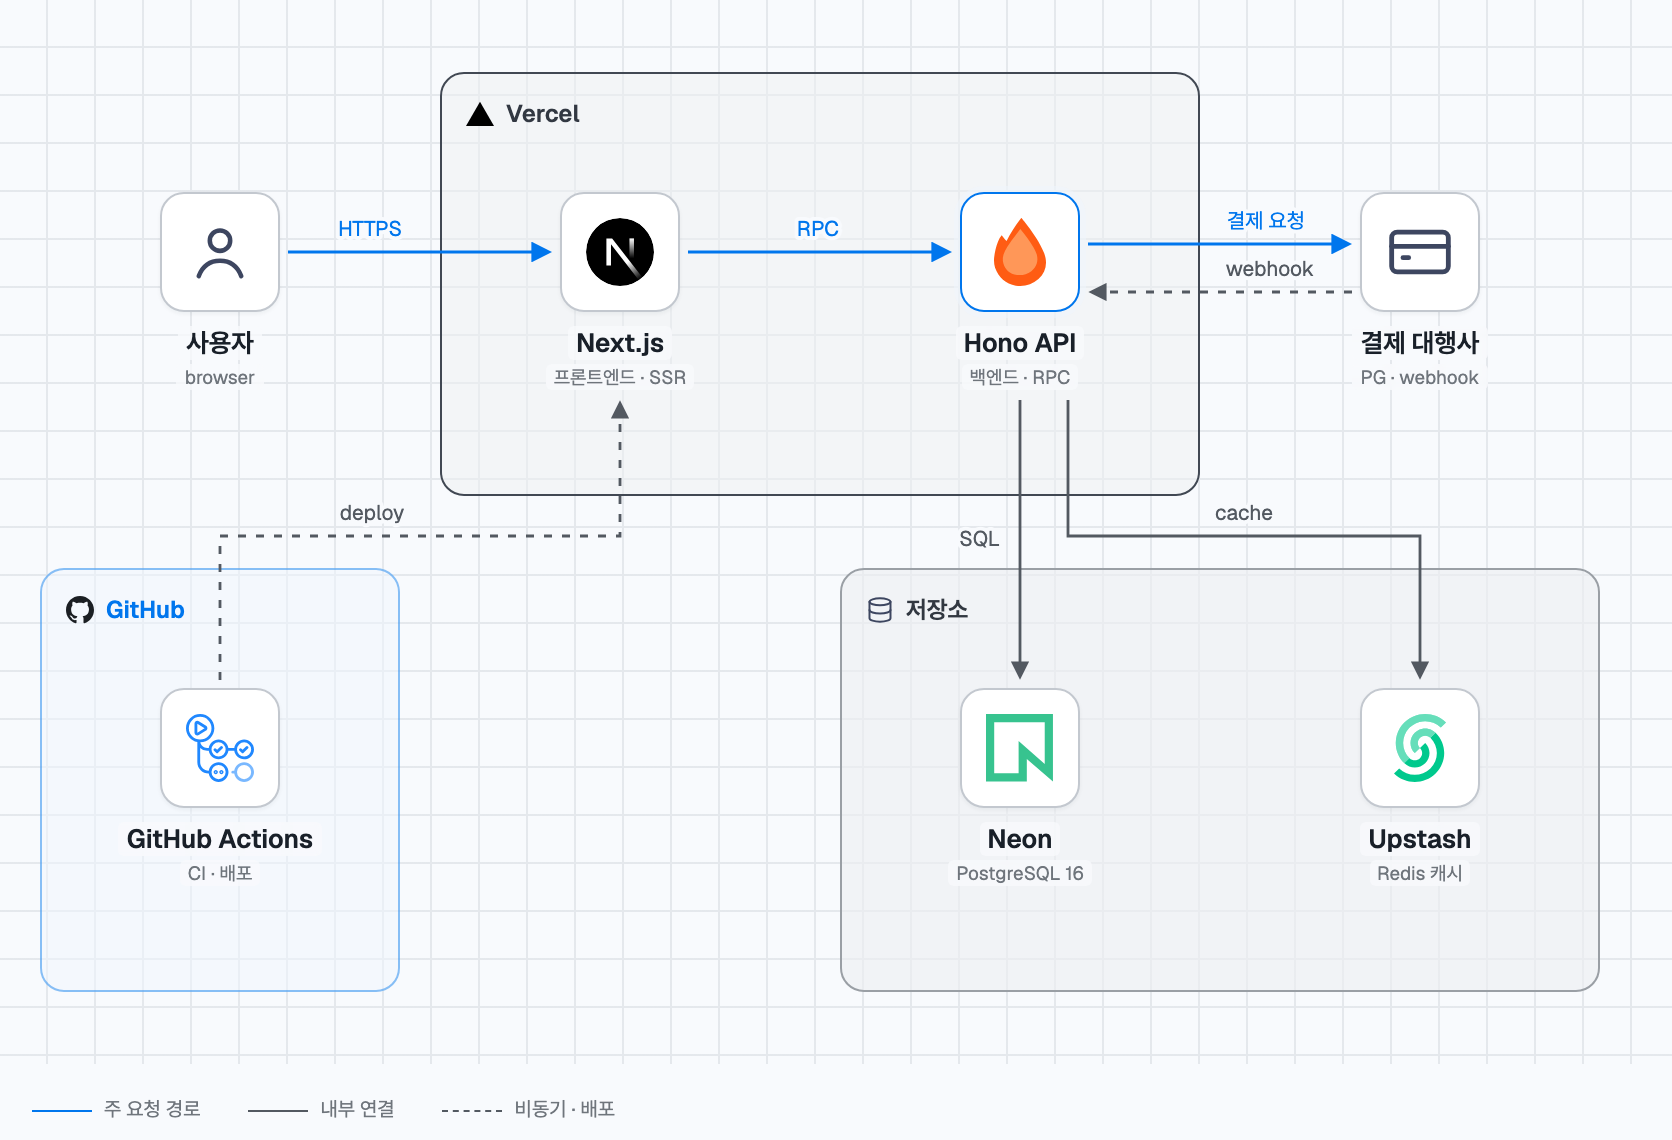 Vercel
HTTPS
RPC
결제 요청
webhook
사용자
browser
Next.js
프론트엔드 · SSR
Hono API
백엔드 · RPC
결제 대행사
PG · webhook
deploy
SQL
cache
GitHub
저장소
GitHub Actions
CI · 배포
Neon
PostgreSQL 16
Upstash
Redis 캐시
주 요청 경로
내부 연결
비동기 · 배포